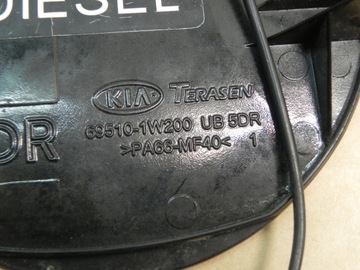 DIESEL
KIA TERASEN
69510-1W200 UB 5DR
>PA66-MF40< 1
DR